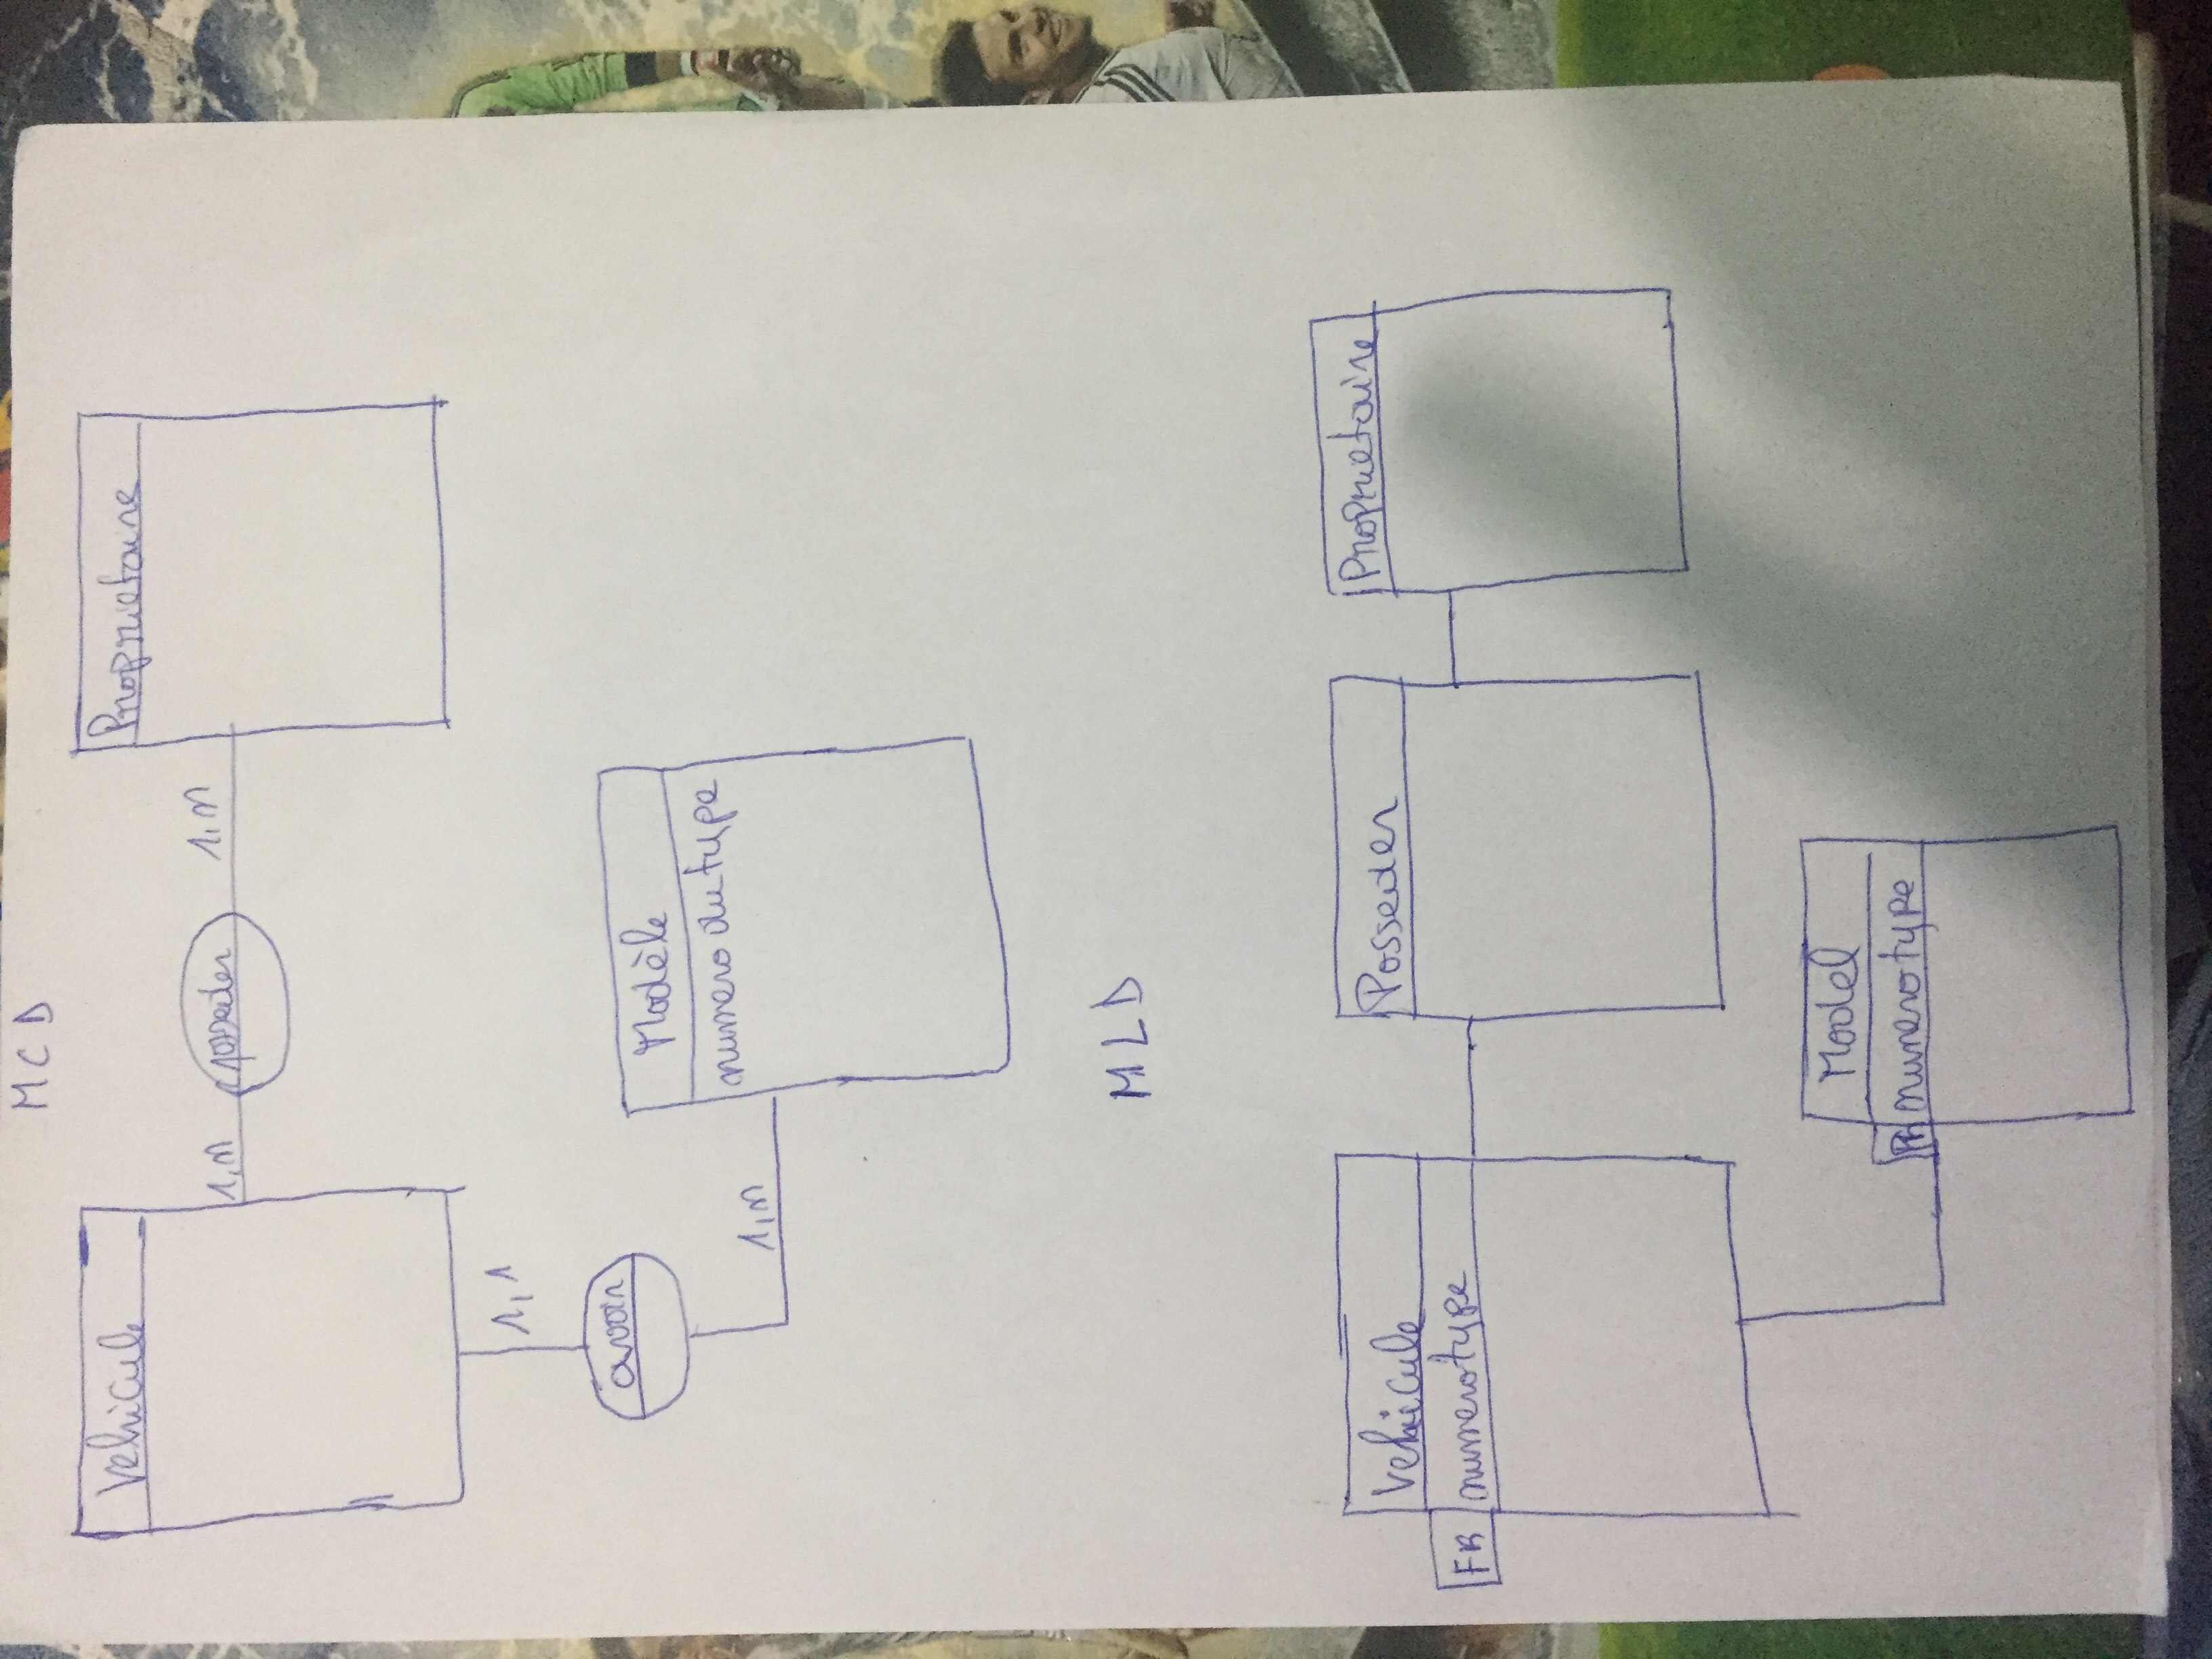 MCD
Vehicule
Proprietaire
1,n
posseder
1,n
1,1
avoir
Modèle
numero du type
1,n
MLD
Vehicule
Posseder
Proprietaire
FK
numerotype
Model
PK
numerotype